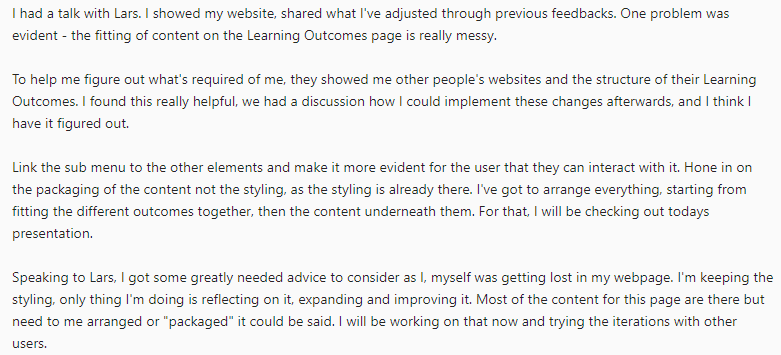 I had a talk with Lars. I showed my website, shared what I've adjusted through previous feedbacks. One problem was
evident - the fitting of content on the Learning Outcomes page is really messy.
To help me figure out what's required of me, they showed me other people's websites and the structure of their Learning
Outcomes. I found this really helpful, we had a discussion how I could implement these changes afterwards, and I think I
have it figured out.
Link the sub menu to the other elements and make it more evident for the user that they can interact with it. Hone in on
the packaging of the content not the styling, as the styling is already there. I've got to arrange everything, starting from
fitting the different outcomes together, then the content underneath them. For that, I will be checking out todays
presentation.
Speaking to Lars, I got some greatly needed advice to consider as I, myself was getting lost in my webpage. I'm keeping the
styling, only thing I'm doing is reflecting on it, expanding and improving it. Most of the content for this page are there but
need to me arranged or "packaged" it could be said. I will be working on that now and trying the iterations with other
users.